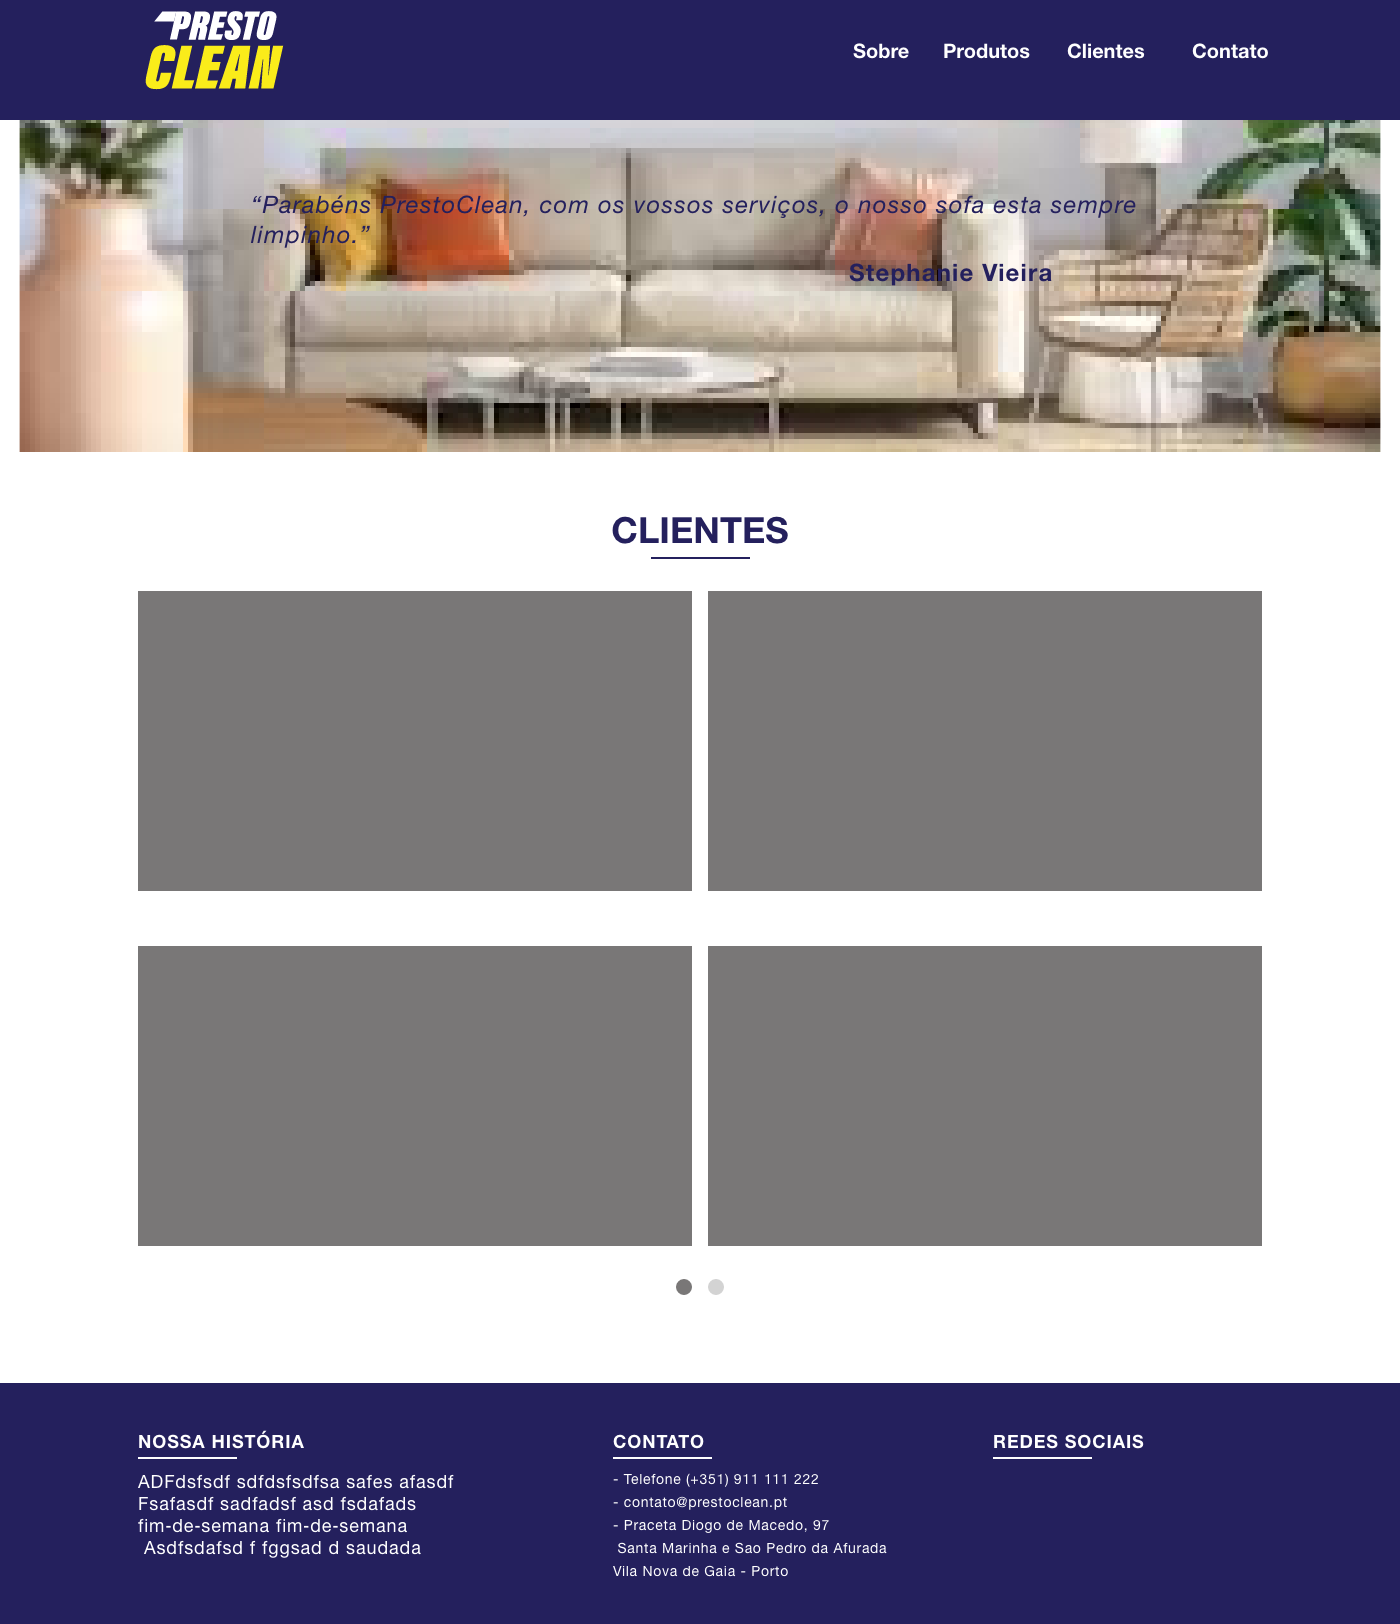 PRESTO
CLEAN
Sobre Produtos Clientes Contato
“Parabéns PrestoClean, com os vossos serviços, o nosso sofa esta sempre
limpinho.”
Stephanie Vieira
CLIENTES
NOSSA HISTÓRIA
ADFdsfsdf sdfdsfsdfsa safes afasdf
Fsafasdf sadfadsf asd fsdafads
fim-de-semana fim-de-semana
Asdfsdafsd f fggsad d saudada
CONTATO
- Telefone (+351) 911 111 222
- contato@prestoclean.pt
- Praceta Diogo de Macedo, 97
Santa Marinha e Sao Pedro da Afurada
Vila Nova de Gaia - Porto
REDES SOCIAIS